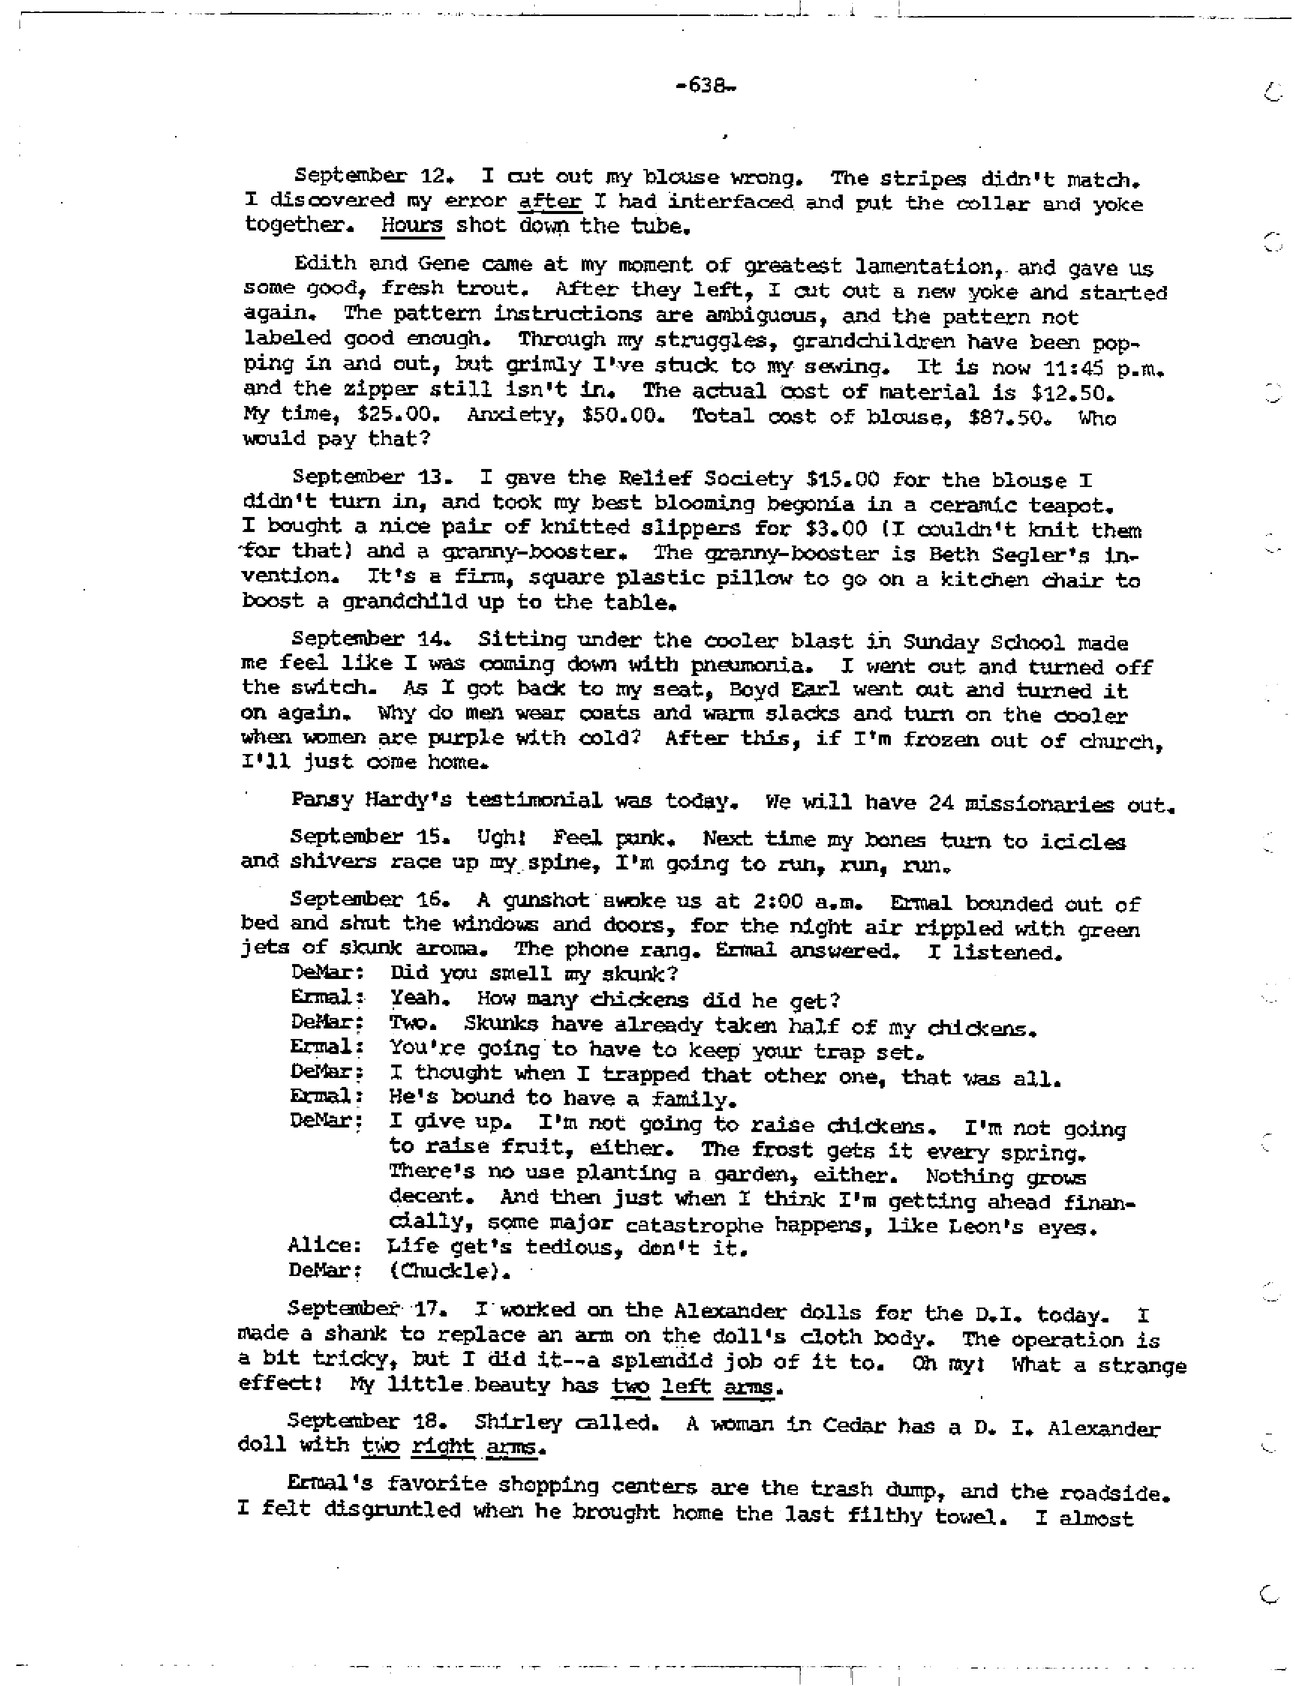 -638-
September 12. I cut out my blouse wrong. The stripes didn't match.
I discovered my error after I had interfaced and put the collar and yoke
together. Hours shot down the tube.
Edith and Gene came at my moment of greatest lamentation, and gave us
some good, fresh trout. After they left, I cut out a new yoke and started
again. The pattern instructions are ambiguous, and the pattern not
labeled good enough. Through my struggles, grandchildren have been pop-
ping in and out, but grimly I've stuck to my sewing. It is now 11:45 p.m.
and the zipper still isn't in. The actual cost of material is $12.50.
My time, $25.00. Anxiety, $50.00. Total cost of blouse, $87.50. Who
would pay that?
September 13. I gave the Relief Society $15.00 for the blouse I
didn't turn in, and took my best blooming begonia in a ceramic teapot.
I bought a nice pair of knitted slippers for $3.00 (I couldn't knit them
for that) and a granny-booster. The granny-booster is Beth Segler's in-
vention. It's a firm, square plastic pillow to go on a kitchen chair to
boost a grandchild up to the table.
September 14. Sitting under the cooler blast in Sunday School made
me feel like I was coming down with pneumonia. I went out and turned off
the switch. As I got back to my seat, Boyd Earl went out and turned it
on again. Why do men wear coats and warm slacks and turn on the cooler
when women are purple with cold? After this, if I'm frozen out of church,
I'll just come home.
Pansy Hardy's testimonial was today. We will have 24 missionaries out.
September 15. Ugh! Feel punk. Next time my bones turn to icicles
and shivers race up my spine, I'm going to run, run, run.
September 16. A gunshot awoke us at 2:00 a.m. Ermal bounded out of
bed and shut the windows and doors, for the night air rippled with green
jets of skunk aroma. The phone rang. Ermal answered. I listened.
DeMar: Did you smell my skunk?
Ermal: Yeah. How many chickens did he get?
DeMar: Two. Skunks have already taken half of my chickens.
Ermal: You're going to have to keep your trap set.
DeMar: I thought when I trapped that other one, that was all.
Ermal: He's bound to have a family.
DeMar: I give up. I'm not going to raise chickens. I'm not going
to raise fruit, either. The frost gets it every spring.
There's no use planting a garden, either. Nothing grows
decent. And then just when I think I'm getting ahead finan-
cially, some major catastrophe happens, like Leon's eyes.
Alice: Life get's tedious, don't it.
DeMar: (Chuckle).
September 17. I worked on the Alexander dolls for the D.I. today. I
made a shank to replace an arm on the doll's cloth body. The operation is
a bit tricky, but I did it--a splendid job of it to. Oh my! What a strange
effect! My little beauty has two left arms.
September 18. Shirley called. A woman in Cedar has a D. I. Alexander
doll with two right arms.
Ermal's favorite shopping centers are the trash dump, and the roadside.
I felt disgruntled when he brought home the last filthy towel. I almost